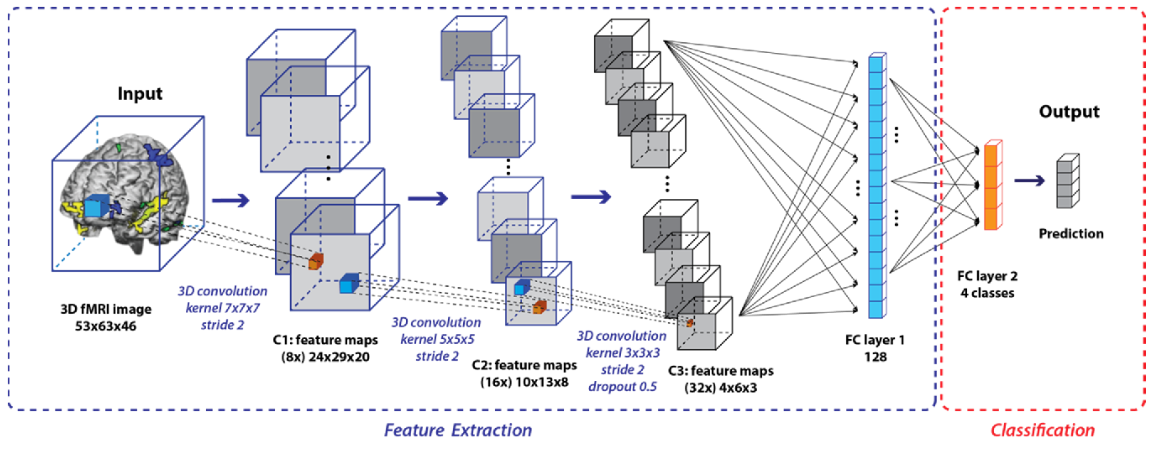 Input
3D fMRI image
53x63x46
3D convolution
kernel 7x7x7
stride 2
C1: feature maps
(8x) 24x29x20
3D convolution
kernel 5x5x5
stride 2
C2: feature maps
(16x) 10x13x8
3D convolution
kernel 3x3x3
stride 2
dropout 0.5
C3: feature maps
(32x) 4x6x3
FC layer 1
128
FC layer 2
4 classes
Output
Prediction
Feature Extraction
Classification